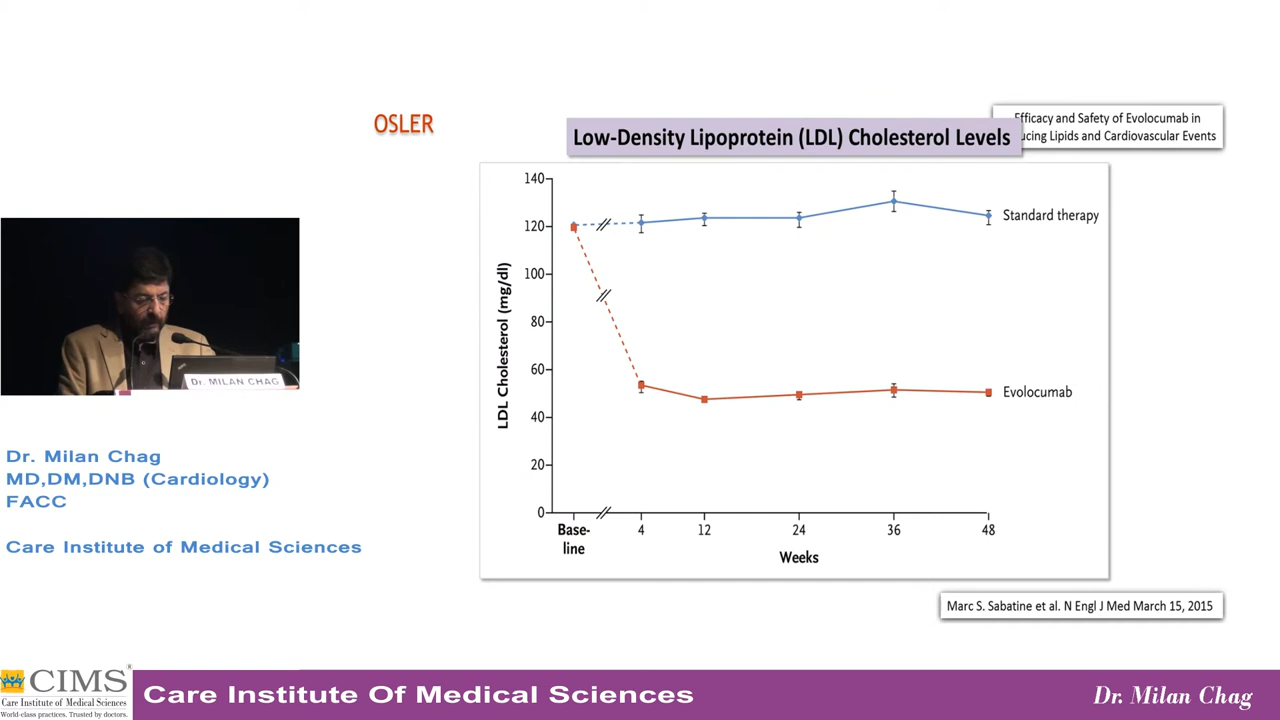 OSLER
Efficacy and Safety of Evolocumab in
ucing Lipids and Cardiovascular Events
Low-Density Lipoprotein (LDL) Cholesterol Levels
140
120
100
80
60
40
20
0
LDL Cholesterol (mg/dl)
Standard therapy
Evolocumab
Base-
line
4 12 24 36 48
Weeks
Marc S. Sabatine et al. N Engl J Med March 15, 2015
Dr. MILAN CHAG
Dr. Milan Chag
MD,DM,DNB (Cardiology)
FACC
Care Institute of Medical Sciences
CIMS®
Care Institute of Medical Sciences
World-class practices. Trusted by doctors.
Care Institute Of Medical Sciences
Dr. Milan Chag